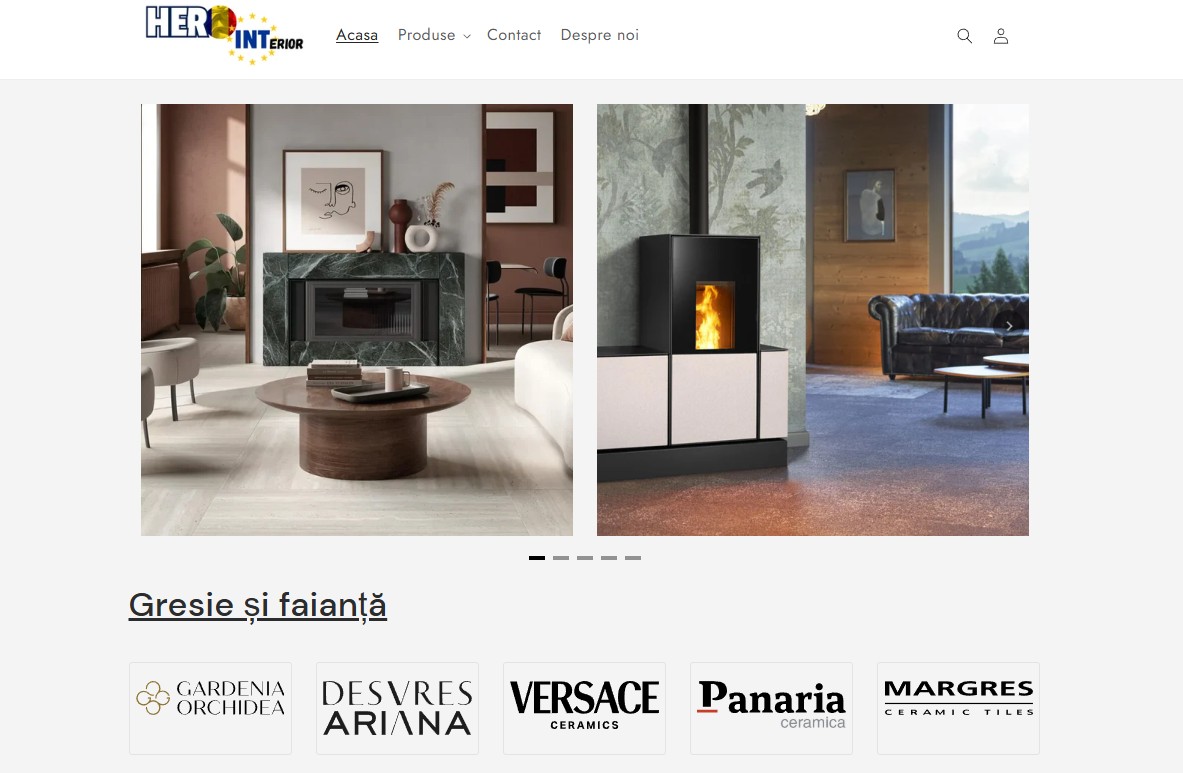 HERO
INTERIOR
Acasa
Produse
Contact
Despre noi
Gresie și faianță
GARDENIA
ORCHIDEA
DESVRES
ARIANA
VERSACE
CERAMICS
Panaria
ceramica
MARGRES
CERAMIC TILES